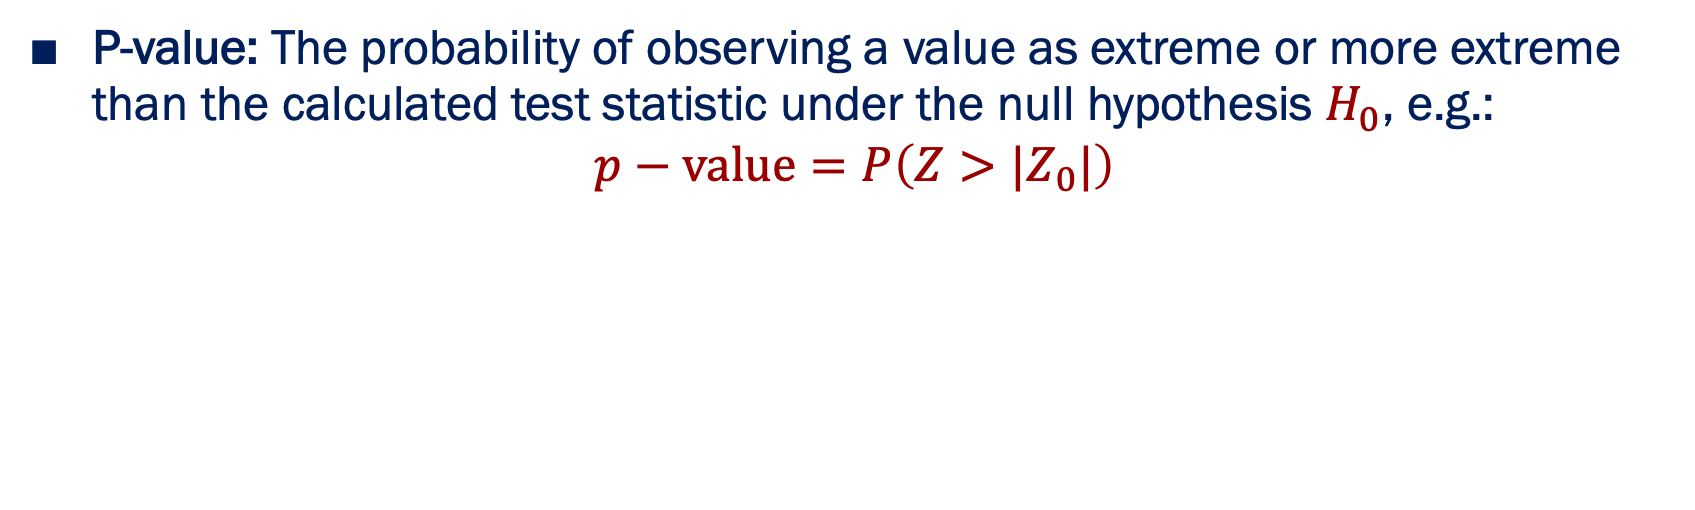 ■ P-value: The probability of observing a value as extreme or more extreme
than the calculated test statistic under the null hypothesis H₀, e.g.:
p − value = P(Z > |Z₀|)